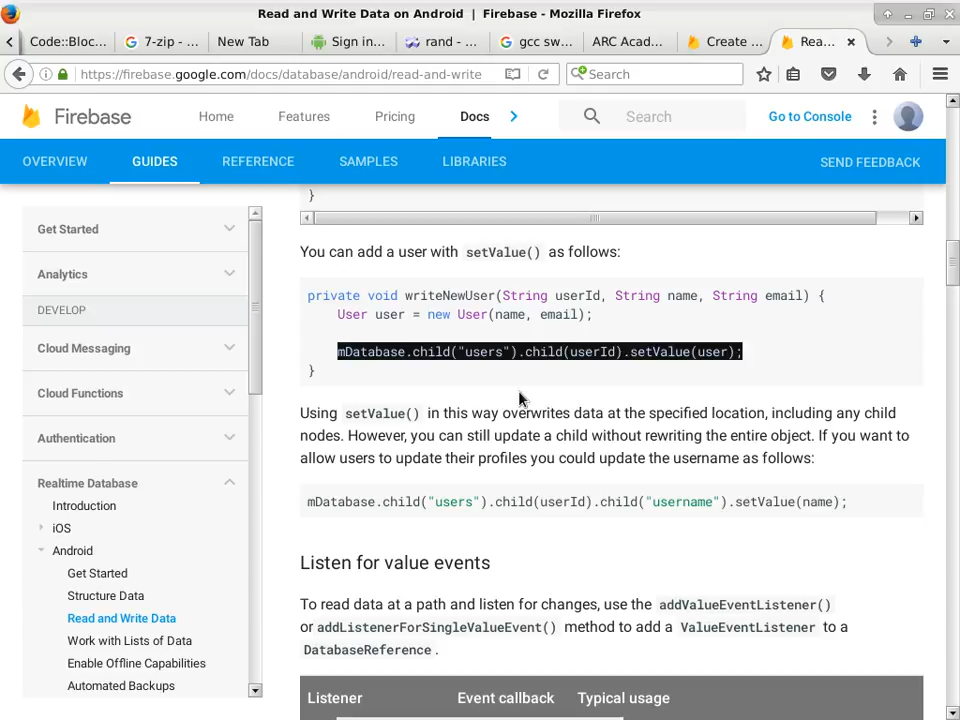 Read and Write Data on Android | Firebase - Mozilla Firefox
Code::Bloc...
7-zip - ...
New Tab
Sign in...
rand - ...
gcc sw...
ARC Acad...
Create ...
Rea...
https://firebase.google.com/docs/database/android/read-and-write
Search
Firebase
Home
Features
Pricing
Docs
Search
Go to Console
OVERVIEW
GUIDES
REFERENCE
SAMPLES
LIBRARIES
SEND FEEDBACK
Get Started
Analytics
DEVELOP
Cloud Messaging
Cloud Functions
Authentication
Realtime Database
Introduction
iOS
Android
Get Started
Structure Data
Read and Write Data
Work with Lists of Data
Enable Offline Capabilities
Automated Backups
}
You can add a user with setValue() as follows:
private void writeNewUser(String userId, String name, String email) {
User user = new User(name, email);
mDatabase.child("users").child(userId).setValue(user);
}
Using setValue() in this way overwrites data at the specified location, including any child
nodes. However, you can still update a child without rewriting the entire object. If you want to
allow users to update their profiles you could update the username as follows:
mDatabase.child("users").child(userId).child("username").setValue(name);
Listen for value events
To read data at a path and listen for changes, use the addValueEventListener()
or addListenerForSingleValueEvent() method to add a ValueEventListener to a
DatabaseReference.
Listener
Event callback
Typical usage